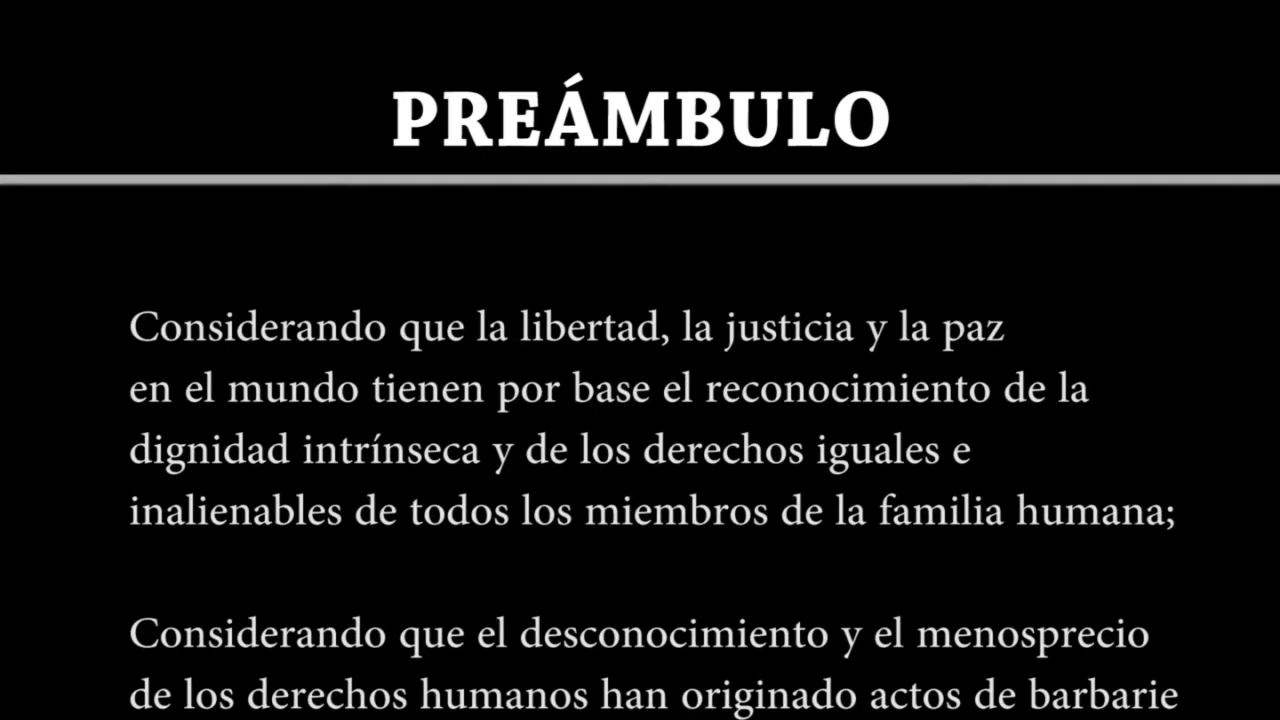 PREÁMBULO
Considerando que la libertad, la justicia y la paz
en el mundo tienen por base el reconocimiento de la
dignidad intrínseca y de los derechos iguales e
inalienables de todos los miembros de la familia humana;
Considerando que el desconocimiento y el menosprecio
de los derechos humanos han originado actos de barbarie